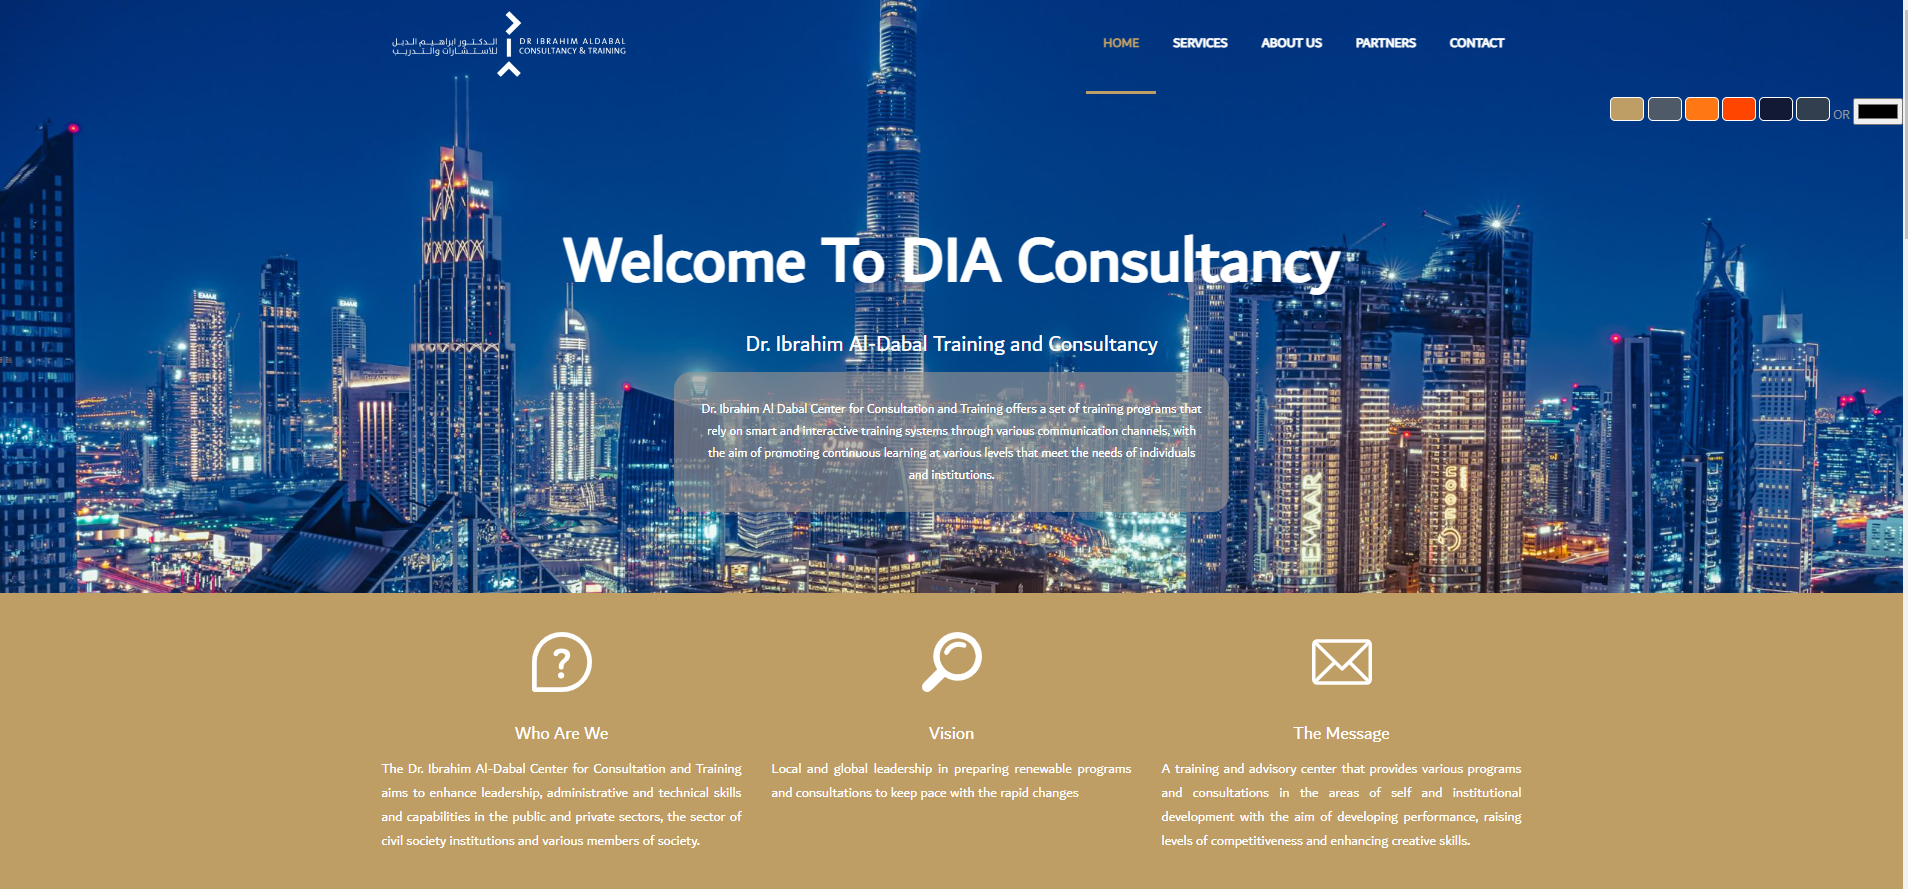 الدكتور ابراهيم الدبل
للاستشارات والتدريب
DR IBRAHIM ALDABAL
CONSULTANCY & TRAINING
HOME SERVICES ABOUT US PARTNERS CONTACT
OR
EMAAR
EMAAR
EMAAR
Welcome To DIA Consultancy
Dr. Ibrahim Al-Dabal Training and Consultancy
Dr. Ibrahim Al Dabal Center for Consultation and Training offers a set of training programs that
rely on smart and interactive training systems through various communication channels, with
the aim of promoting continuous learning at various levels that meet the needs of individuals
and institutions.
EMAAR
Who Are We
The Dr. Ibrahim Al-Dabal Center for Consultation and Training
aims to enhance leadership, administrative and technical skills
and capabilities in the public and private sectors, the sector of
civil society institutions and various members of society.
Vision
Local and global leadership in preparing renewable programs
and consultations to keep pace with the rapid changes
The Message
A training and advisory center that provides various programs
and consultations in the areas of self and institutional
development with the aim of developing performance, raising
levels of competitiveness and enhancing creative skills.